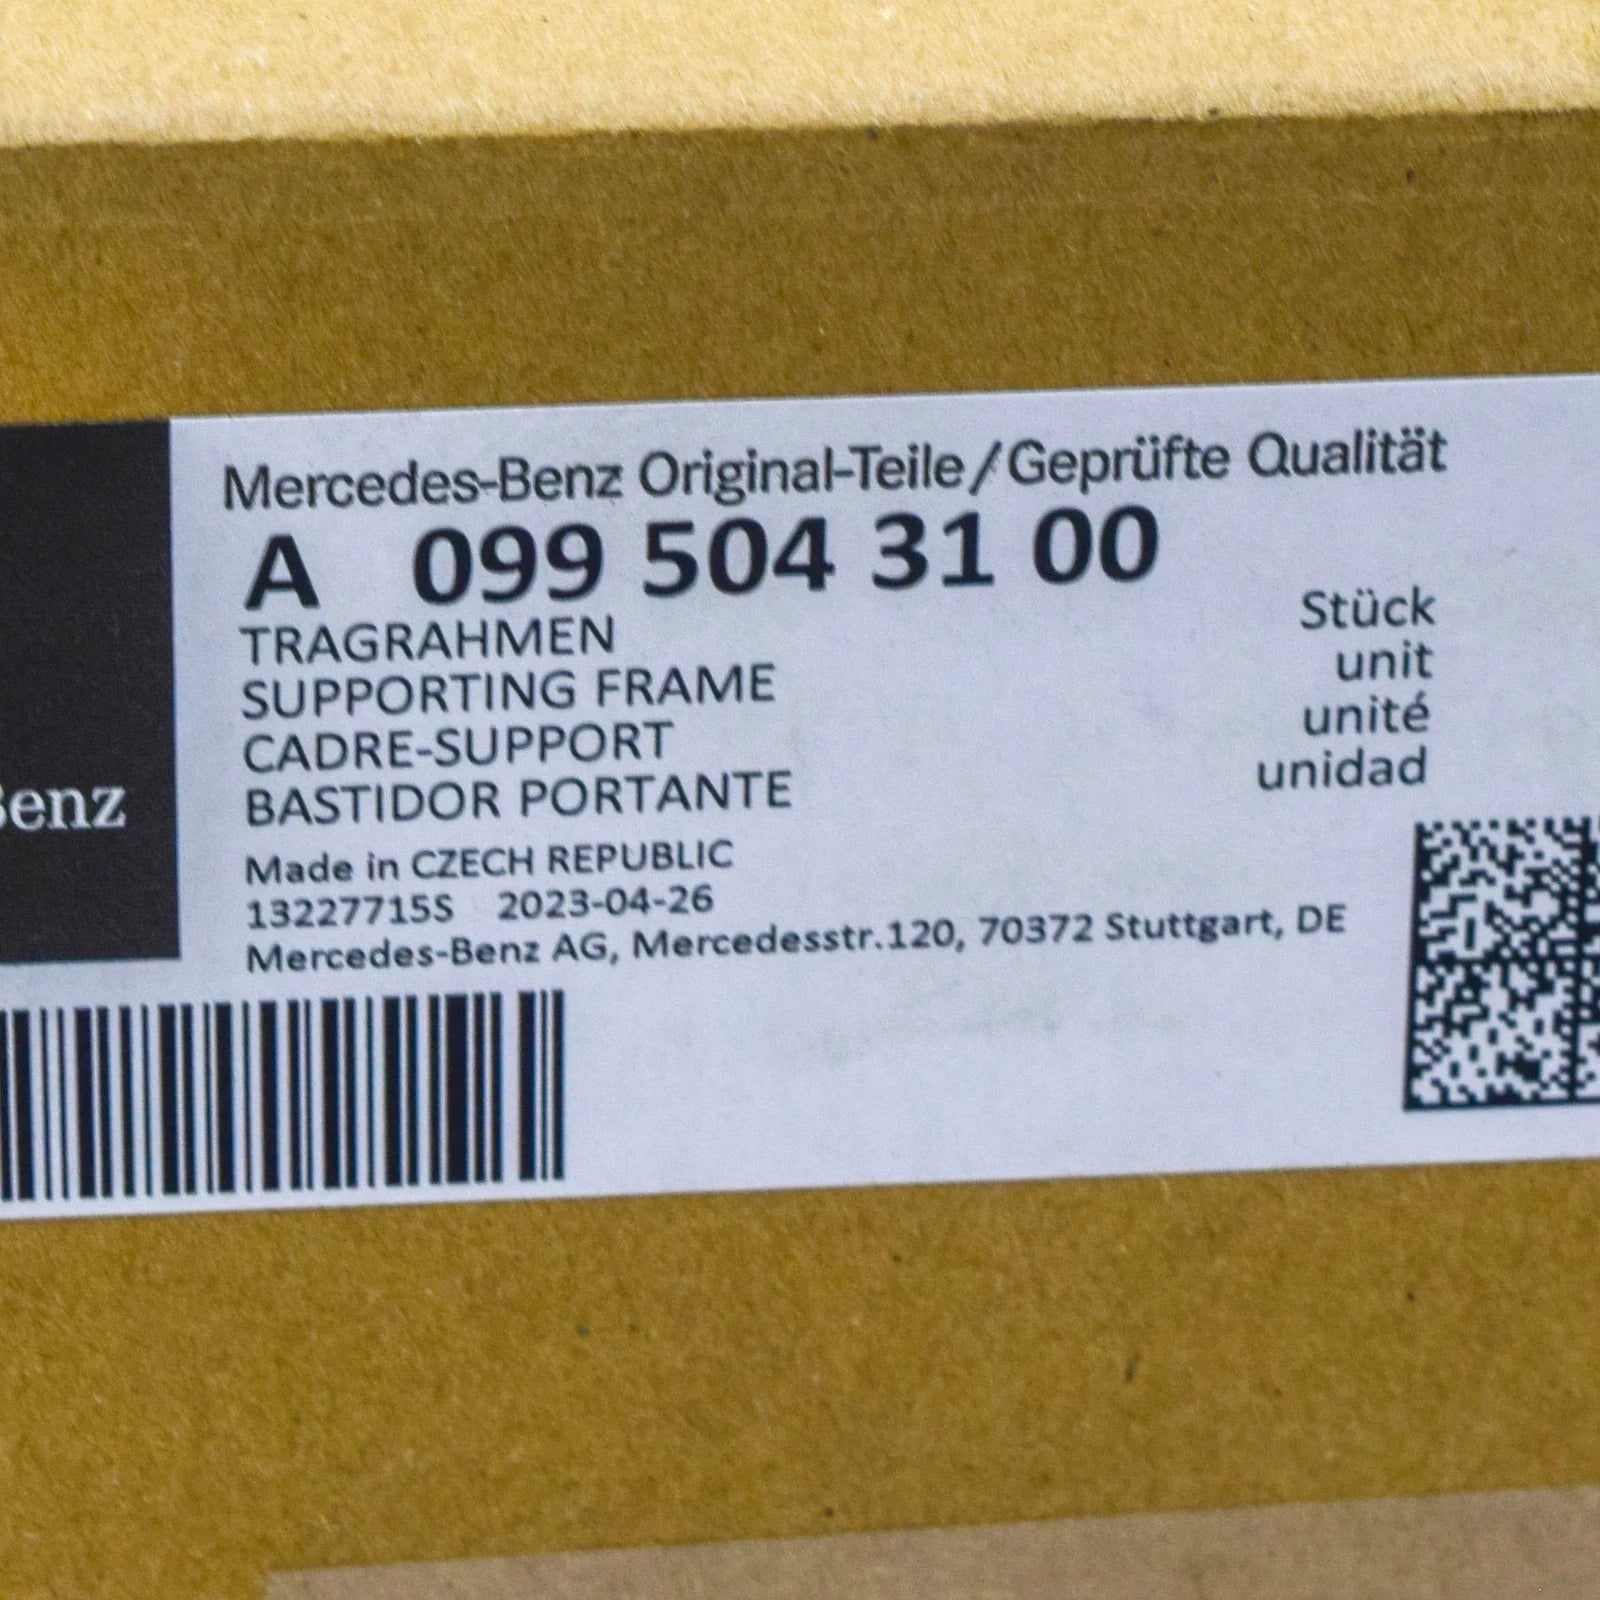 Mercedes-Benz Original-Teile/Geprüfte Qualität
A 099 504 31 00
TRAGRAHMEN
SUPPORTING FRAME
CADRE-SUPPORT
BASTIDOR PORTANTE
Stück
unit
unité
unidad
Benz
Made in CZECH REPUBLIC
13227715S 2023-04-26
Mercedes-Benz AG, Mercedesstr.120, 70372 Stuttgart, DE